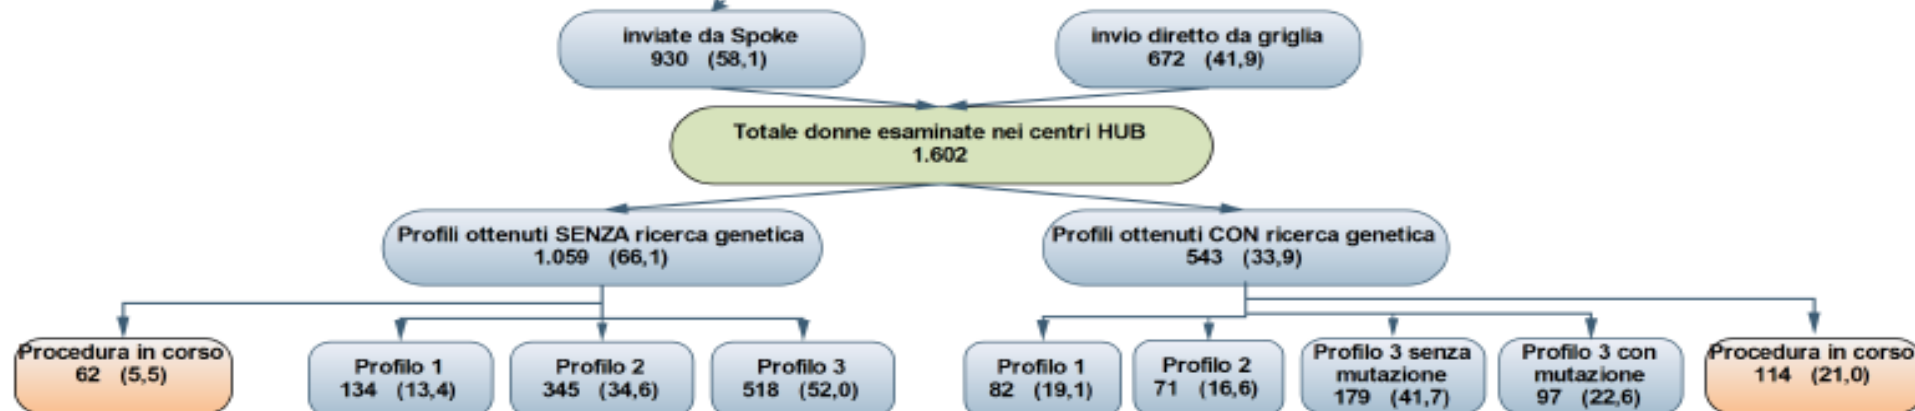 inviate da Spoke
930 (58,1)
invio diretto da griglia
672 (41,9)
Totale donne esaminate nei centri HUB
1.602
Profili ottenuti SENZA ricerca genetica
1.059 (66,1)
Profili ottenuti CON ricerca genetica
543 (33,9)
Procedura in corso
62 (5,5)
Profilo 1
134 (13,4)
Profilo 2
345 (34,6)
Profilo 3
518 (52,0)
Profilo 1
82 (19,1)
Profilo 2
71 (16,6)
Profilo 3 senza
mutazione
179 (41,7)
Profilo 3 con
mutazione
97 (22,6)
Procedura in corso
114 (21,0)